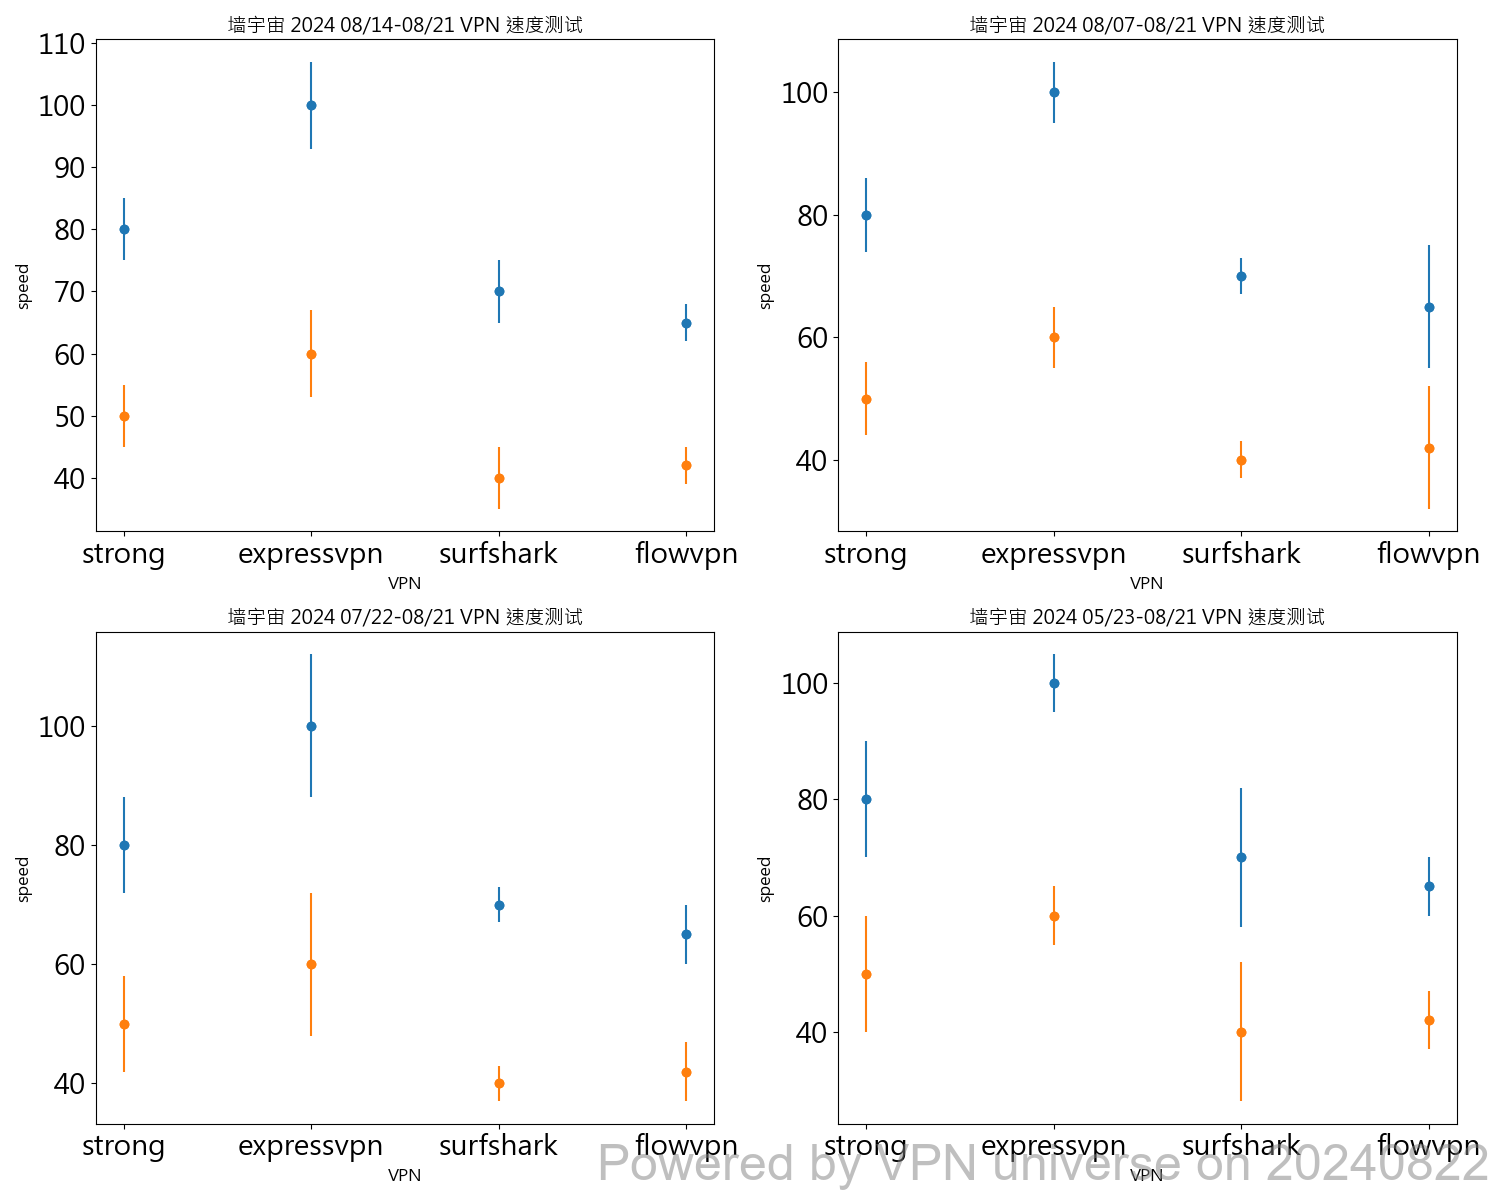 墙宇宙 2024 08/14-08/21 VPN 速度测试
110
100
90
80
70
60
50
40
speed
strong expressvpn surfshark flowvpn
VPN
墙宇宙 2024 08/07-08/21 VPN 速度测试
100
80
60
40
speed
strong expressvpn surfshark flowvpn
VPN
墙宇宙 2024 07/22-08/21 VPN 速度测试
100
80
60
40
speed
strong expressvpn surfshark flowvpn
VPN
墙宇宙 2024 05/23-08/21 VPN 速度测试
100
80
60
40
speed
strong expressvpn surfshark flowvpn
VPN
Powered by VPN universe on 20240822